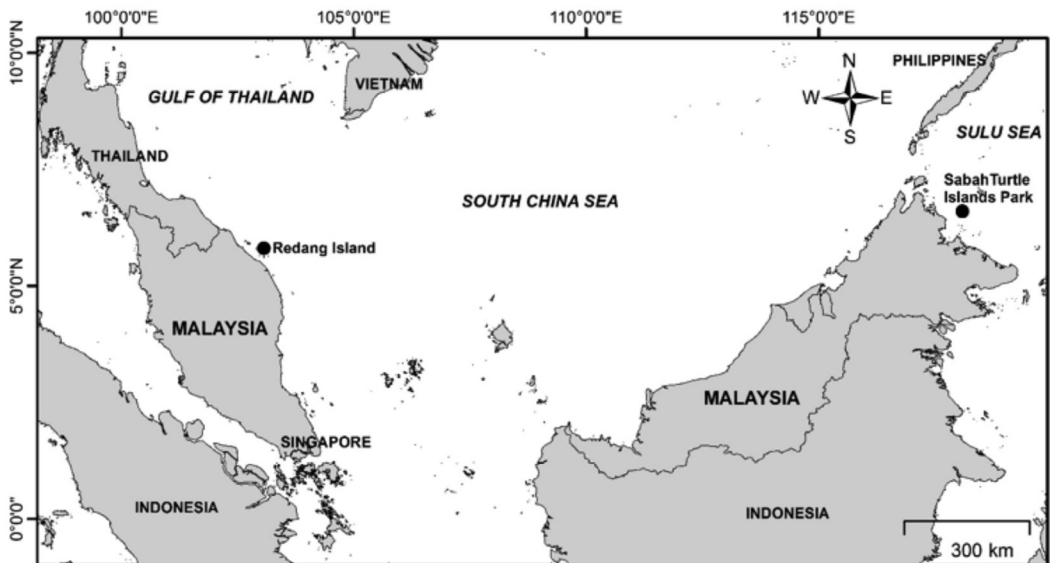 100°0'0"E
105°0'0"E
110°0'0"E
115°0'0"E
10°0'0"N
5°0'0"N
0°0'0"
PHILIPPINES
N
W
E
S
VIETNAM
GULF OF THAILAND
SULU SEA
THAILAND
SabahTurtle
Islands Park
SOUTH CHINA SEA
Redang Island
MALAYSIA
MALAYSIA
SINGAPORE
INDONESIA
INDONESIA
300 km